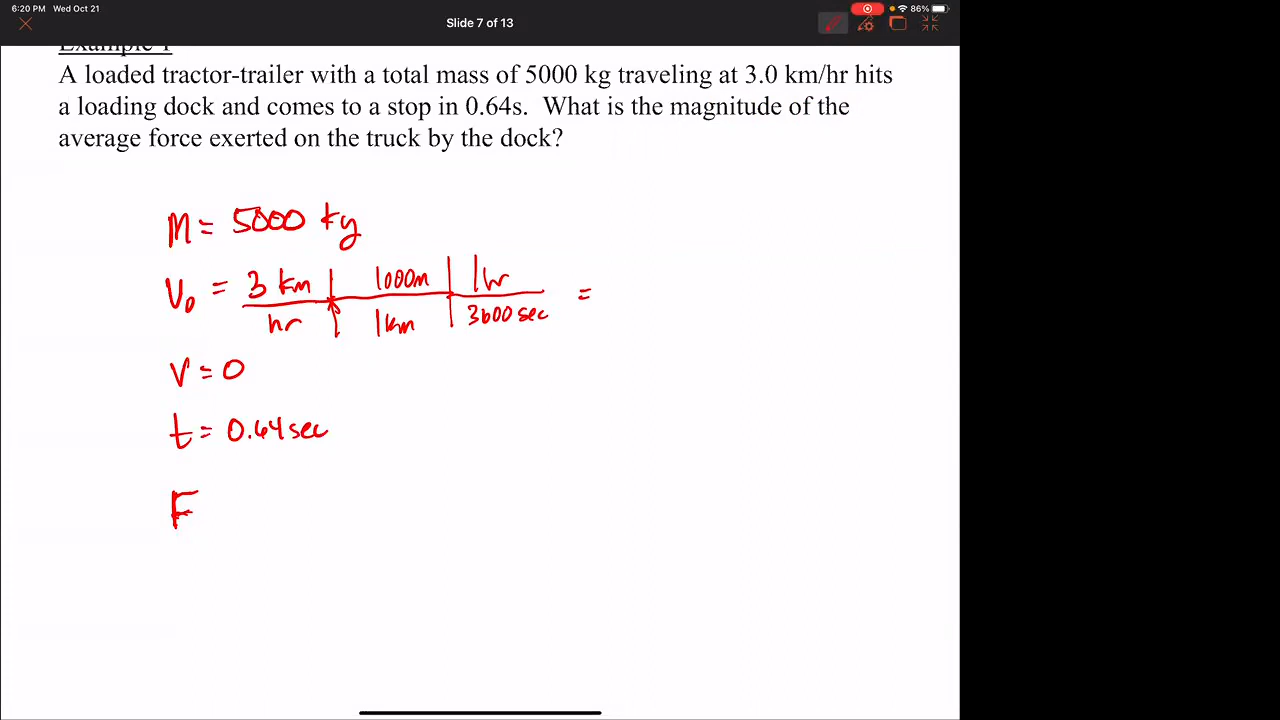 6:20 PM Wed Oct 21
86%
Slide 7 of 13
Example 1
A loaded tractor-trailer with a total mass of 5000 kg traveling at 3.0 km/hr hits
a loading dock and comes to a stop in 0.64s. What is the magnitude of the
average force exerted on the truck by the dock?
m = 5000 kg
V₀ = 3 km | 1000m | 1hr =
hr | 1km | 3600 sec
V = 0
t = 0.64 sec
F